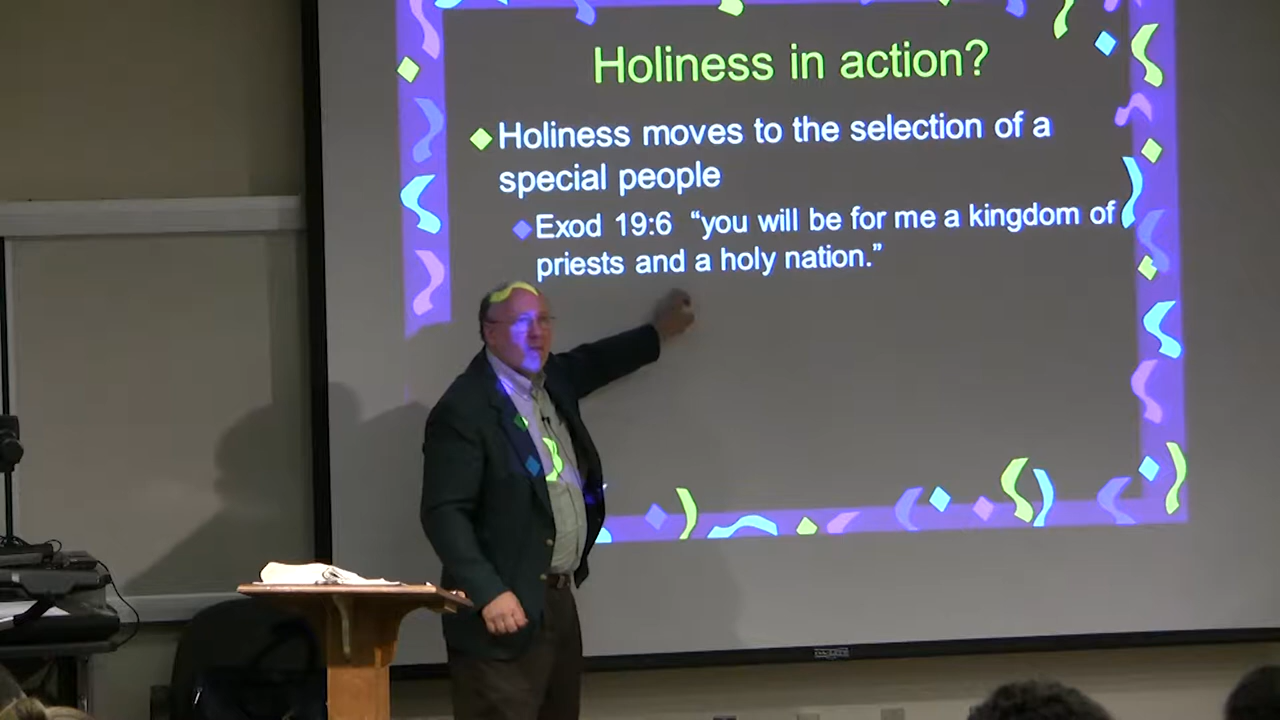 Holiness in action?
Holiness moves to the selection of a
special people
Exod 19:6 “you will be for me a kingdom of
priests and a holy nation.”